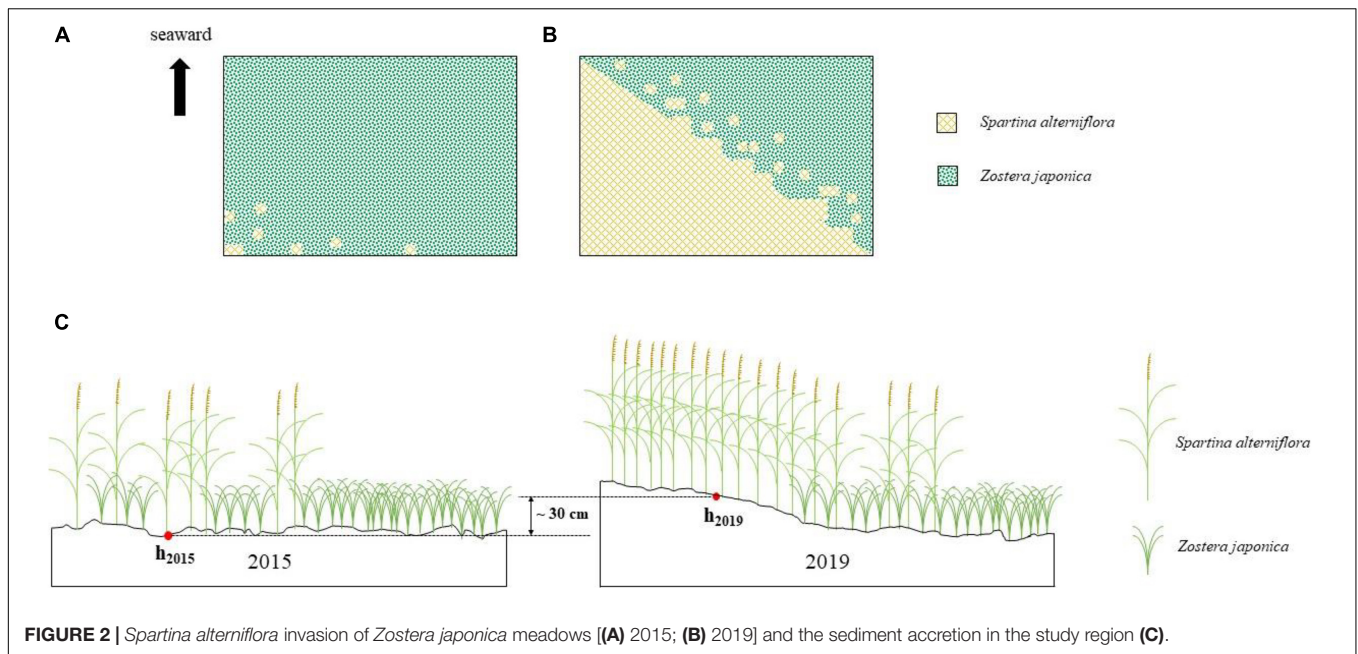 A
seaward
B
Spartina alterniflora
Zostera japonica
C
~ 30 cm
h2015
2015
h2019
2019
Spartina alterniflora
Zostera japonica
FIGURE 2 | Spartina alterniflora invasion of Zostera japonica meadows [(A) 2015; (B) 2019] and the sediment accretion in the study region (C).